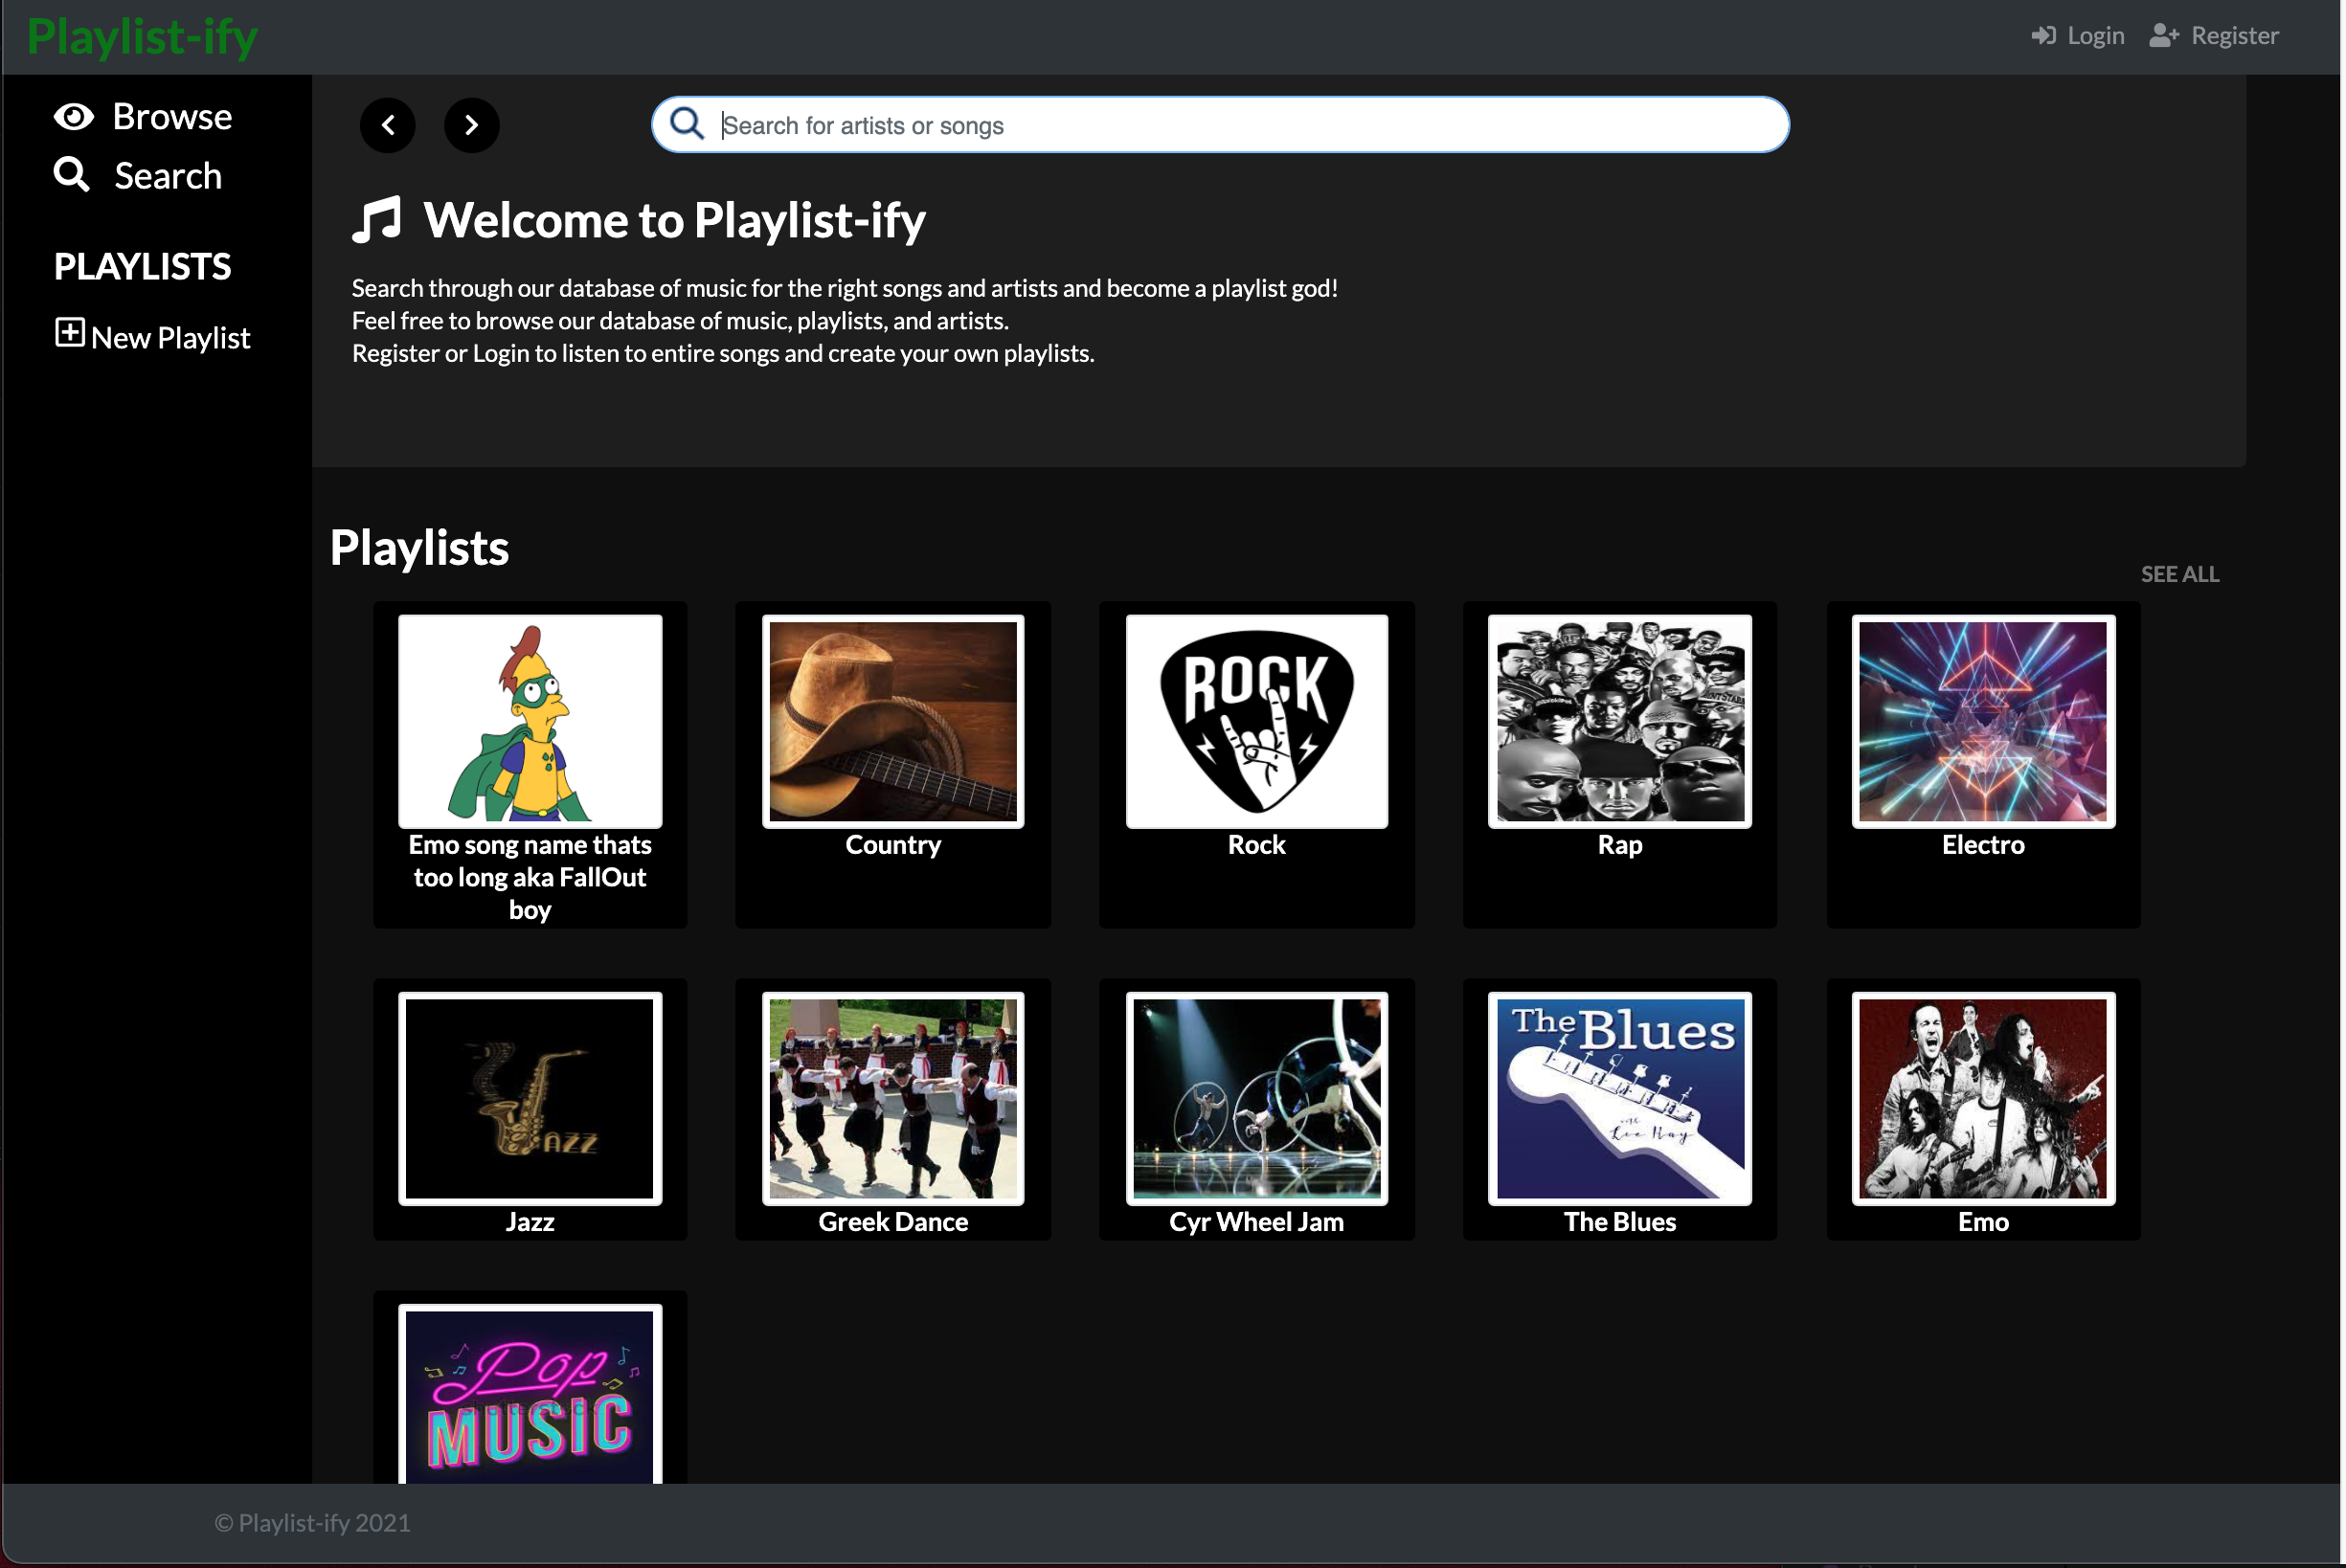 Playlist-ify
Login
Register
Browse
Search
PLAYLISTS
New Playlist
Search for artists or songs
Welcome to Playlist-ify
Search through our database of music for the right songs and artists and become a playlist god!
Feel free to browse our database of music, playlists, and artists.
Register or Login to listen to entire songs and create your own playlists.
Playlists
SEE ALL
ROCK
Emo song name thats
too long aka FallOut
boy
Country
Rock
Rap
Electro
JAZZ
The Blues
with
Lee Hay
Jazz
Greek Dance
Cyr Wheel Jam
The Blues
Emo
Pop
MUSIC
© Playlist-ify 2021